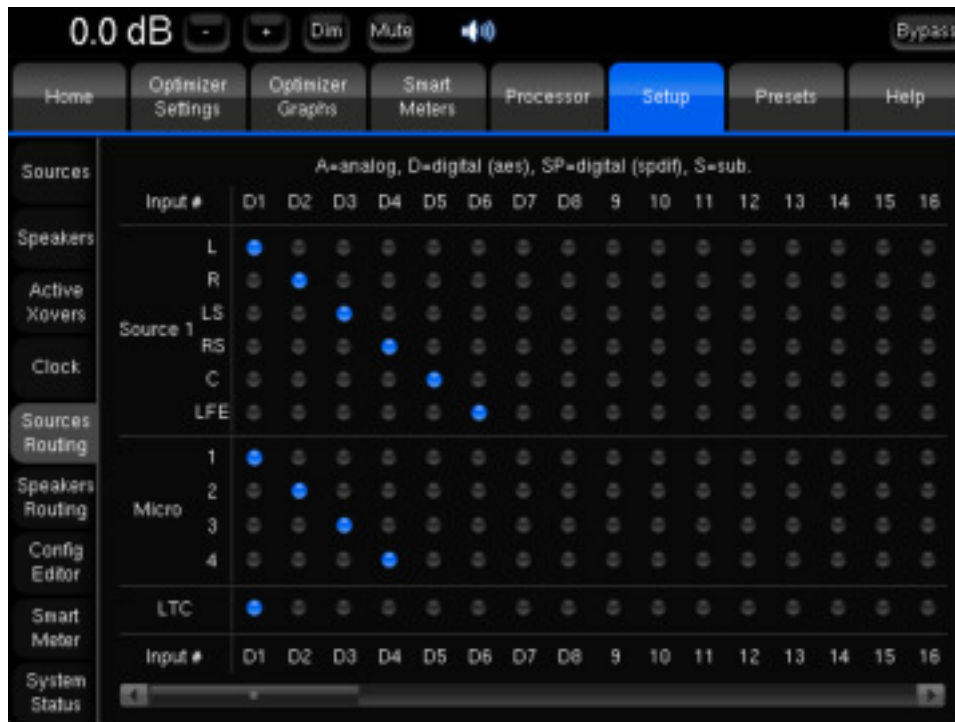 0.0 dB - + Dim Mute Bypass
Home Optimizer Settings Optimizer Graphs Smart Meters Processor Setup Presets Help
Sources
Speakers
Active Xovers
Clock
Sources Routing
Speakers Routing
Config Editor
Smart Meter
System Status
A=analog, D=digital (aes), SP=digital (spdif), S=sub.
Input # D1 D2 D3 D4 D5 D6 D7 D8 9 10 11 12 13 14 15 16
Source 1
L
R
LS
RS
C
LFE
Micro
1
2
3
4
LTC
Input # D1 D2 D3 D4 D5 D6 D7 D8 9 10 11 12 13 14 15 16